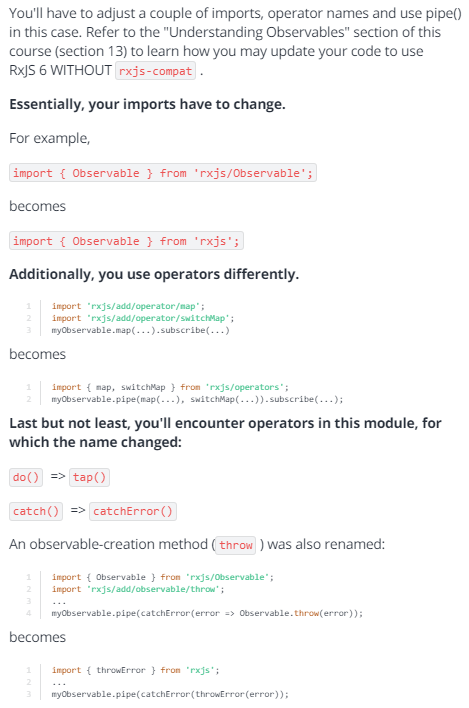 You'll have to adjust a couple of imports, operator names and use pipe()
in this case. Refer to the "Understanding Observables" section of this
course (section 13) to learn how you may update your code to use
RxJS 6 WITHOUT rxjs-compat .
Essentially, your imports have to change.
For example,
import { Observable } from 'rxjs/Observable';
becomes
import { Observable } from 'rxjs';
Additionally, you use operators differently.
1 import 'rxjs/add/operator/map';
2 import 'rxjs/add/operator/switchMap';
3 myObservable.map(...).subscribe(...)
becomes
1 import { map, switchMap } from 'rxjs/operators';
2 myObservable.pipe(map(...), switchMap(...)).subscribe(...);
Last but not least, you'll encounter operators in this module, for
which the name changed:
do() => tap()
catch() => catchError()
An observable-creation method ( throw ) was also renamed:
1 import { Observable } from 'rxjs/Observable';
2 import 'rxjs/add/observable/throw';
3 ...
4 myObservable.pipe(catchError(error => Observable.throw(error));
becomes
1 import { throwError } from 'rxjs';
2 ...
3 myObservable.pipe(catchError(throwError(error));